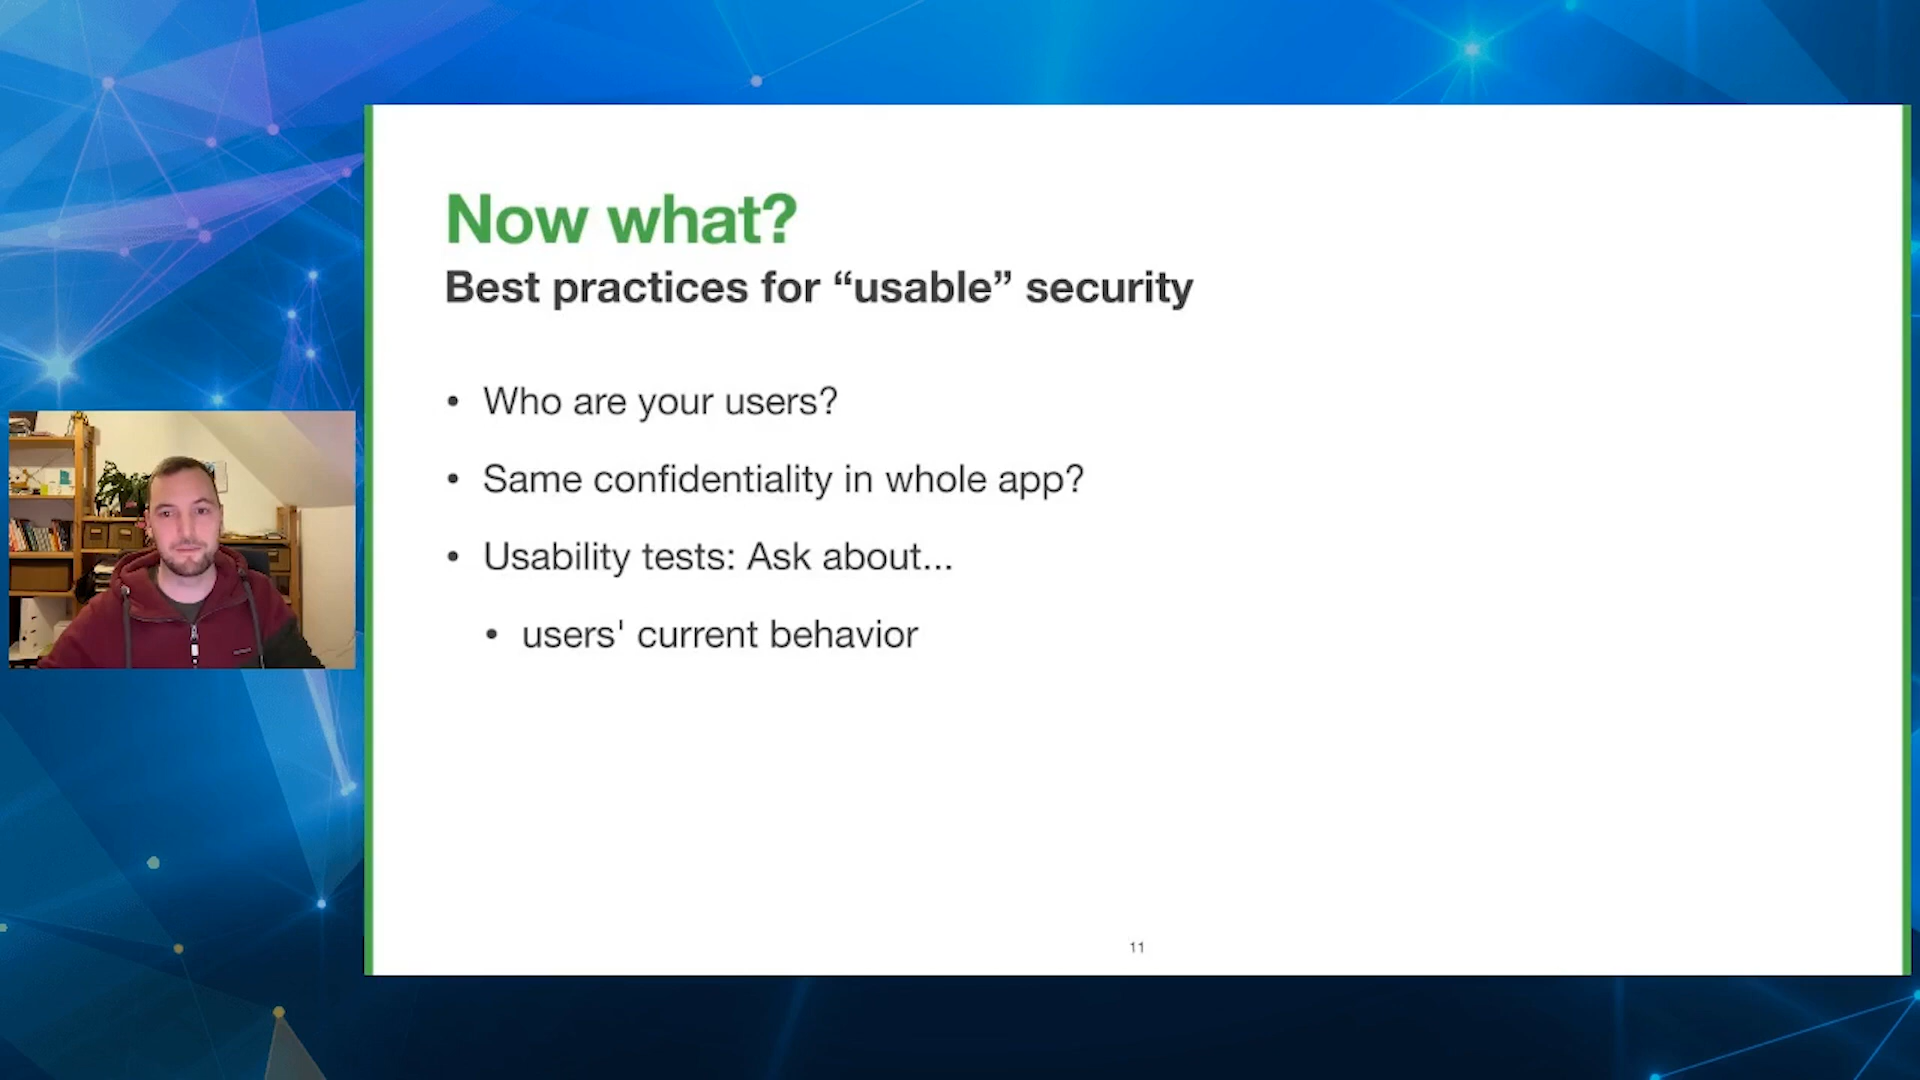 Now what?
Best practices for “usable” security
• Who are your users?
• Same confidentiality in whole app?
• Usability tests: Ask about...
• users' current behavior
11